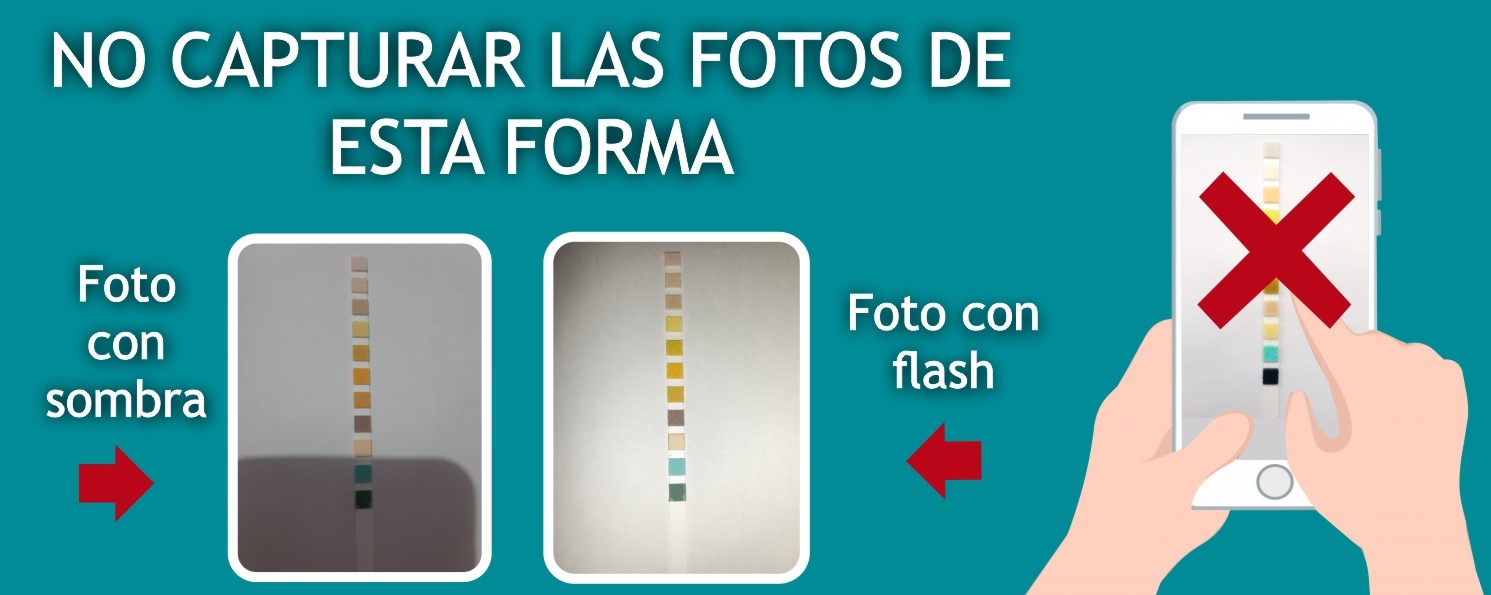 NO CAPTURAR LAS FOTOS DE
ESTA FORMA
Foto
con
sombra
Foto con
flash